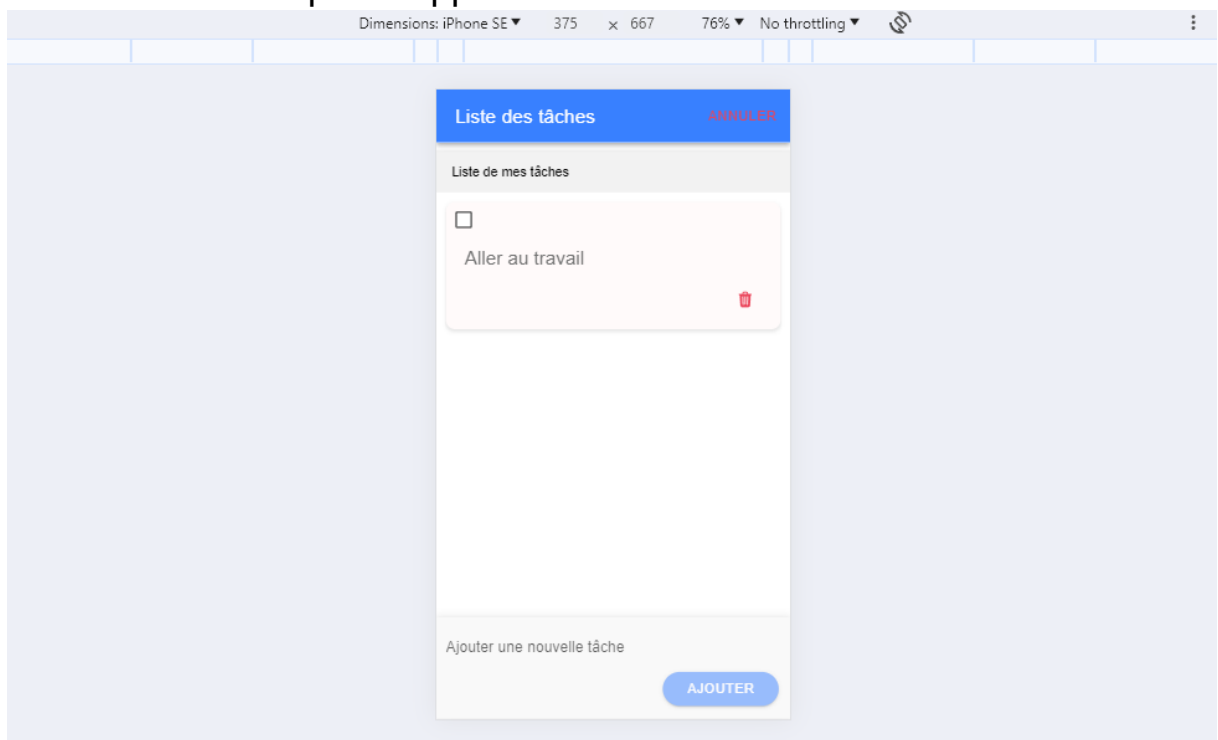 Dimensions: iPhone SE ▼ 375 × 667 76% ▼ No throttling ▼
Liste des tâches ANNULER
Liste de mes tâches
Aller au travail
Ajouter une nouvelle tâche
AJOUTER